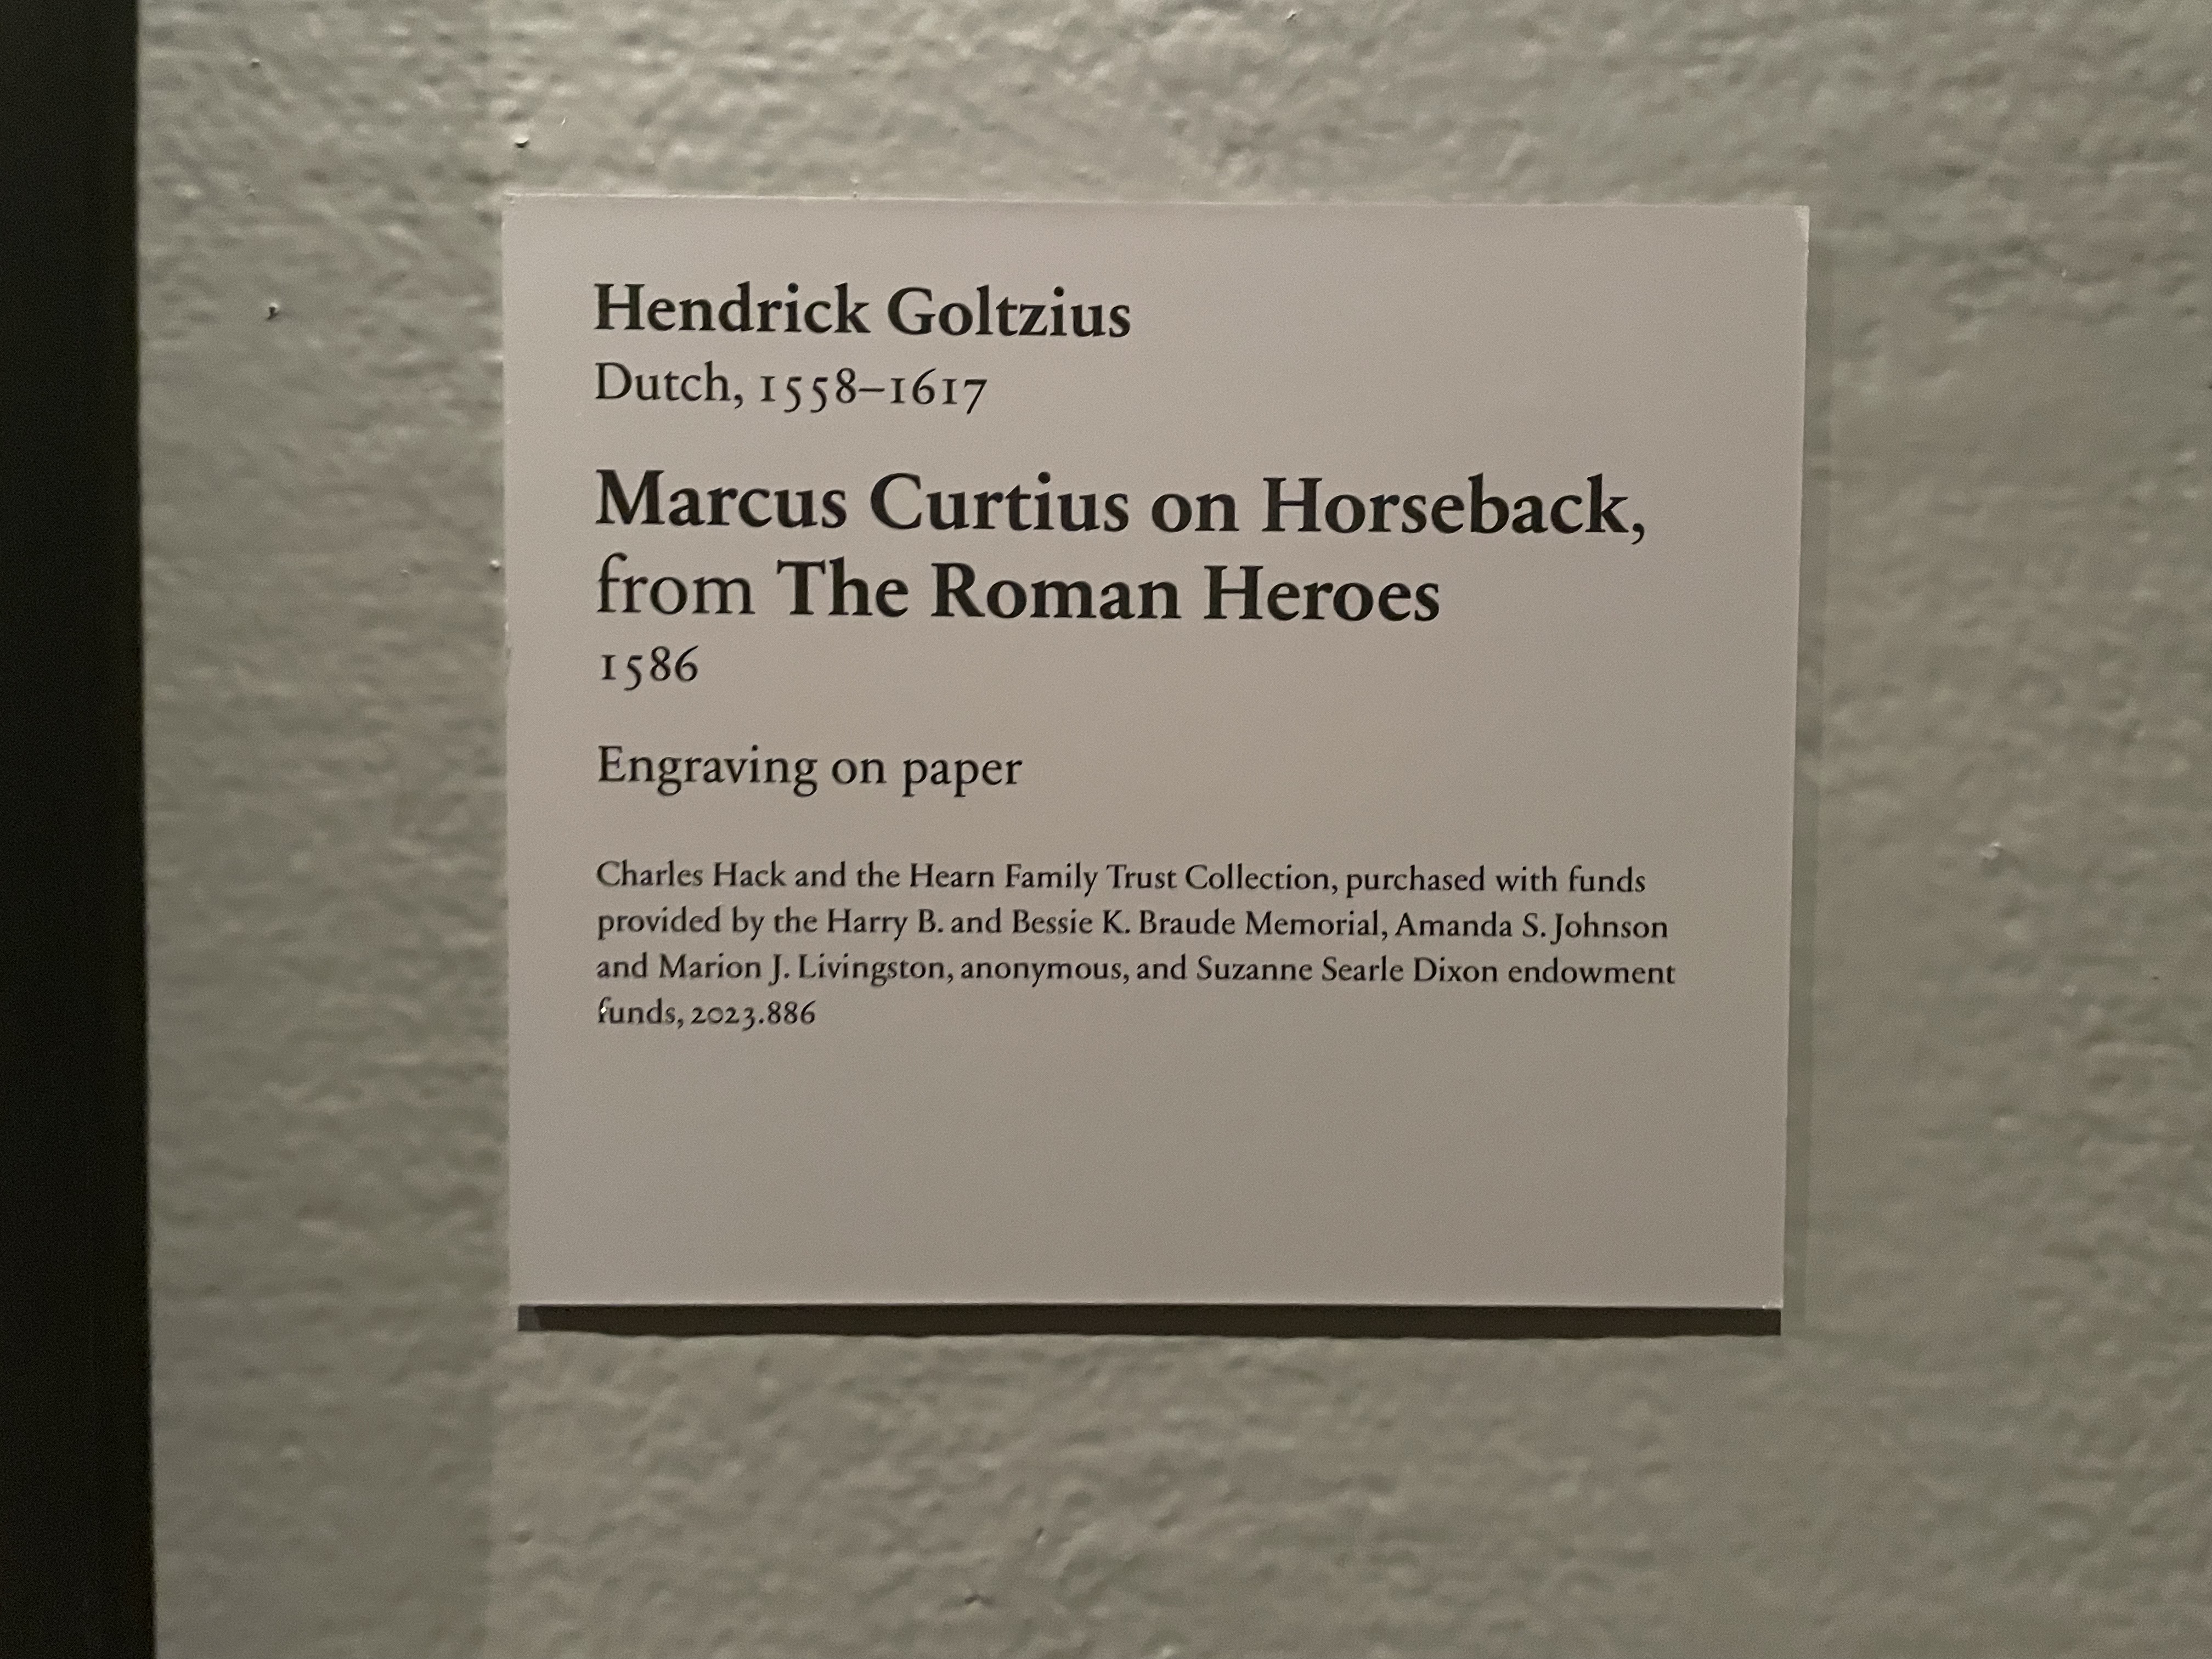 Hendrick Goltzius
Dutch, 1558–1617
Marcus Curtius on Horseback,
from The Roman Heroes
1586
Engraving on paper
Charles Hack and the Hearn Family Trust Collection, purchased with funds
provided by the Harry B. and Bessie K. Braude Memorial, Amanda S. Johnson
and Marion J. Livingston, anonymous, and Suzanne Searle Dixon endowment
funds, 2023.886